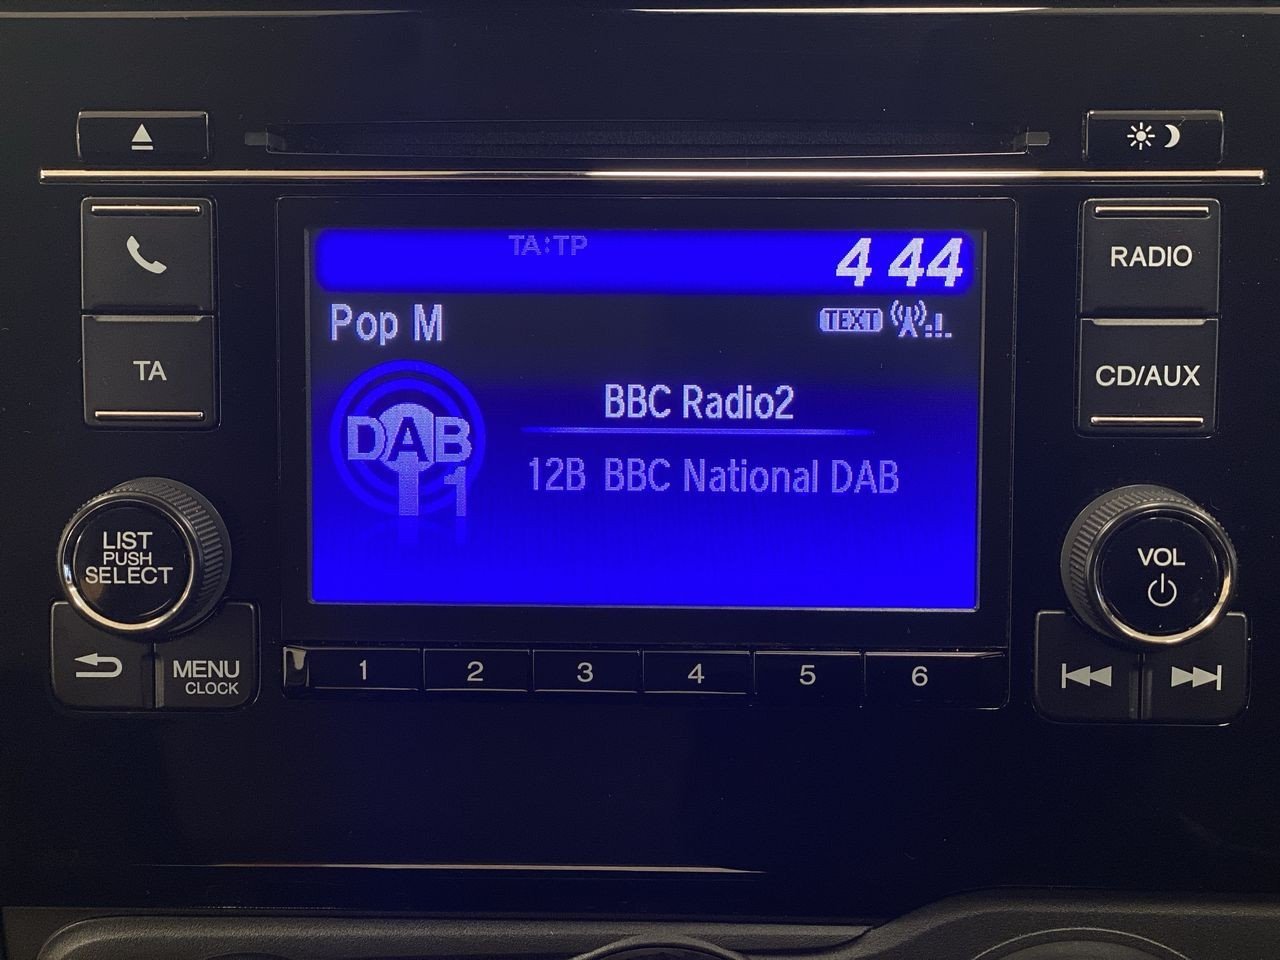 TA:TP
4 44
Pop M
TEXT
DAB
1 1
BBC Radio2
12B BBC National DAB
TA
RADIO
CD/AUX
LIST
PUSH
SELECT
MENU
CLOCK
VOL
1 2 3 4 5 6